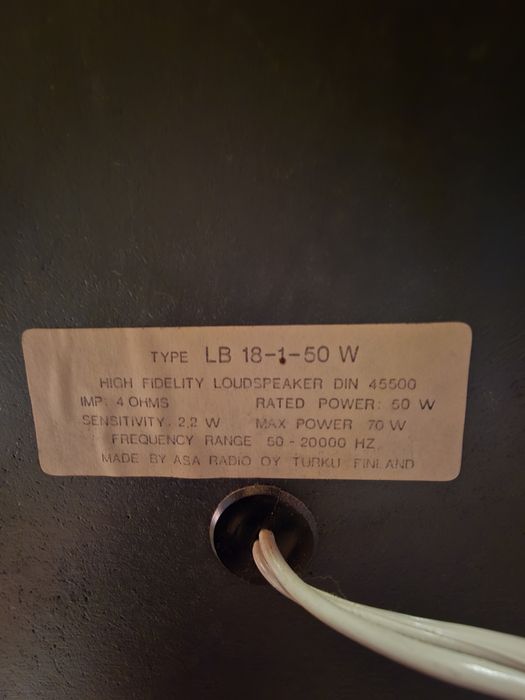 TYPE LB 18-1-50 W
HIGH FIDELITY LOUDSPEAKER DIN 45500
IMP: 4 OHMS RATED POWER: 50 W
SENSITIVITY. 2,2 W MAX POWER 70 W
FREQUENCY RANGE 50 - 20000 HZ.
MADE BY ASA RADIO OY TURKU FINLAND